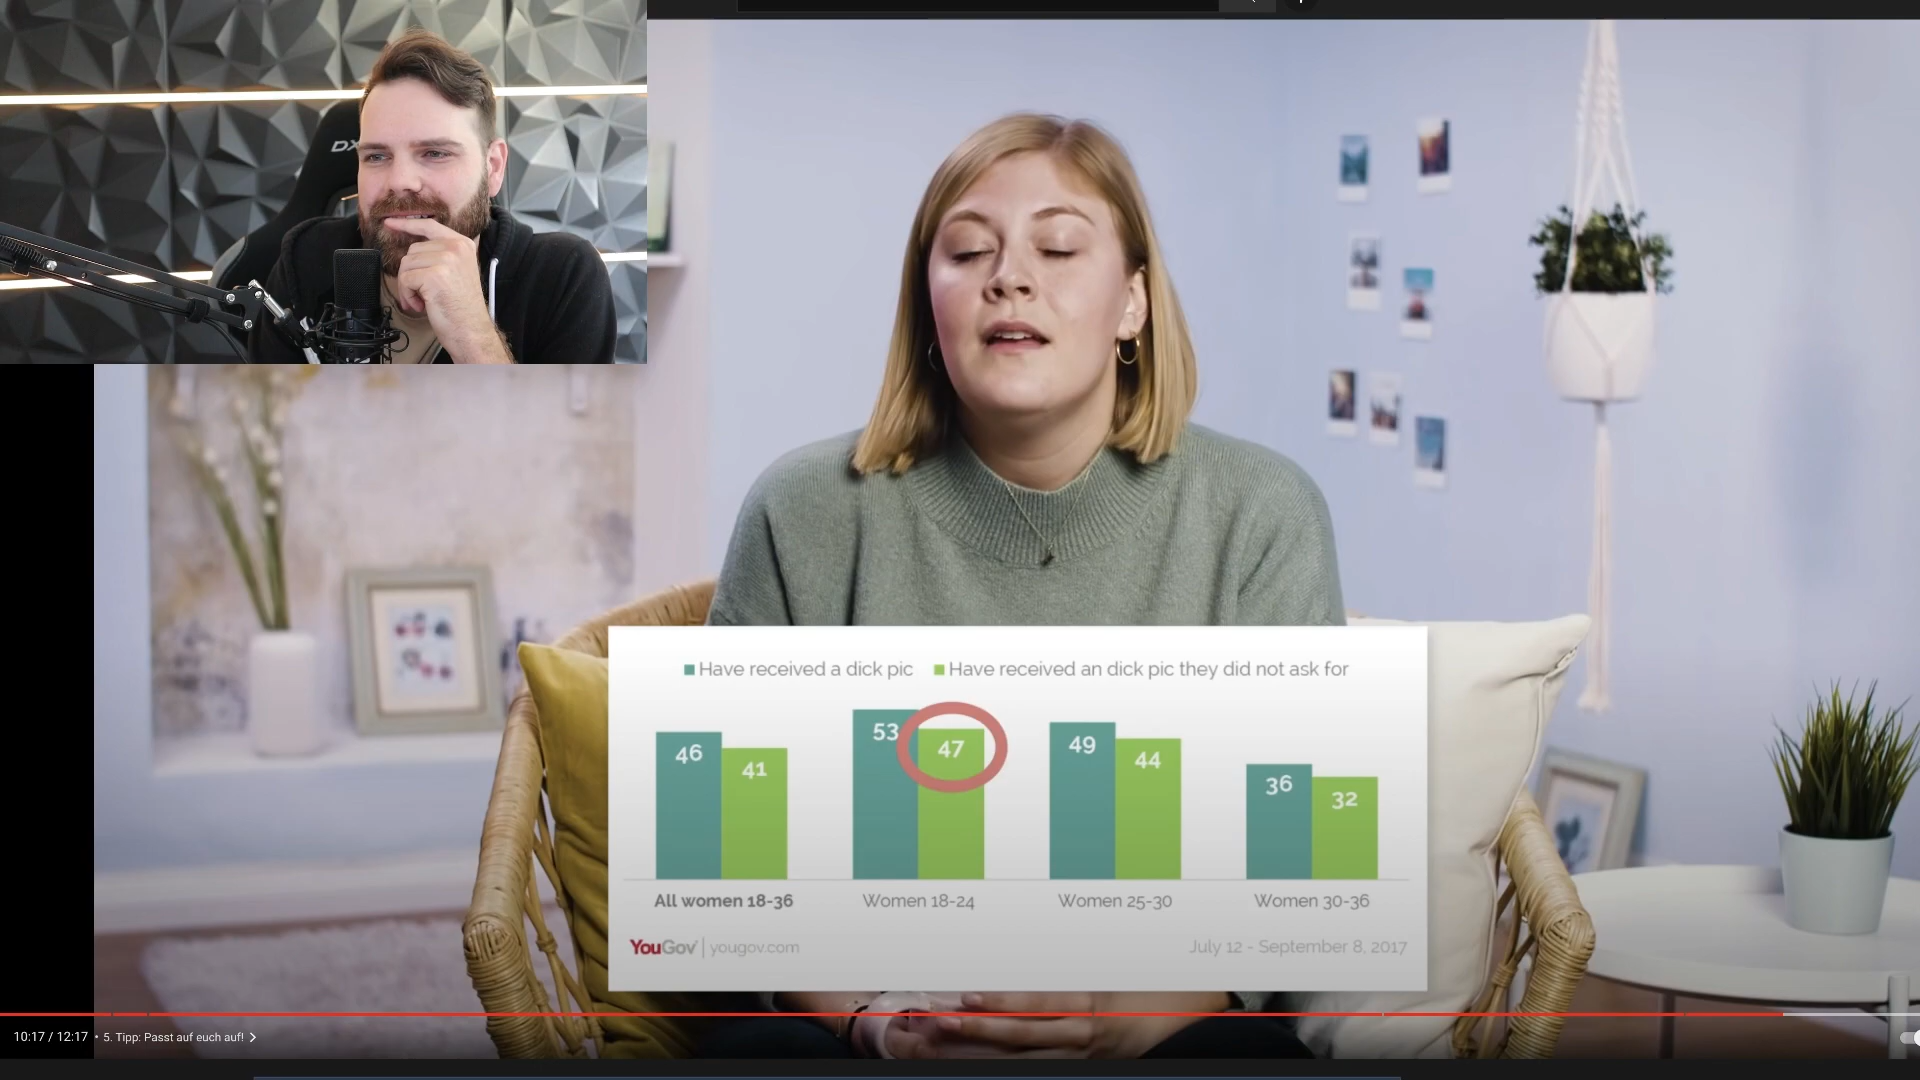 DX
Have received a dick pic Have received an dick pic they did not ask for
46 41 53 47 49 44 36 32
All women 18-36 Women 18-24 Women 25-30 Women 30-36
YouGov | yougov.com July 12 - September 8, 2017
10:17 / 12:17 • 5. Tipp: Passt auf euch auf!